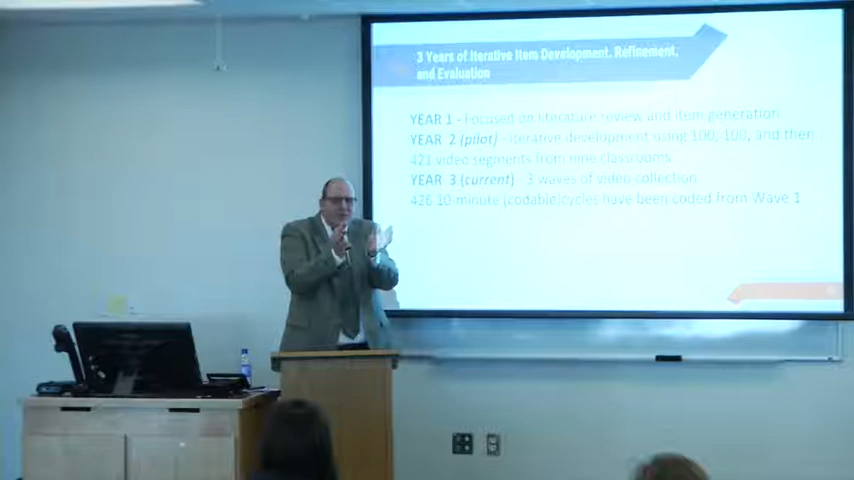 3 Years of Iterative Item Development, Refinement,
and Evaluation
YEAR 1 - Focused on literature review and item generation
YEAR 2 (pilot) - iterative development using 100, 100, and then
421 video segments from nine classrooms
YEAR 3 (current) - 3 waves of video collection
426 10-minute (codable)cycles have been coded from Wave 1